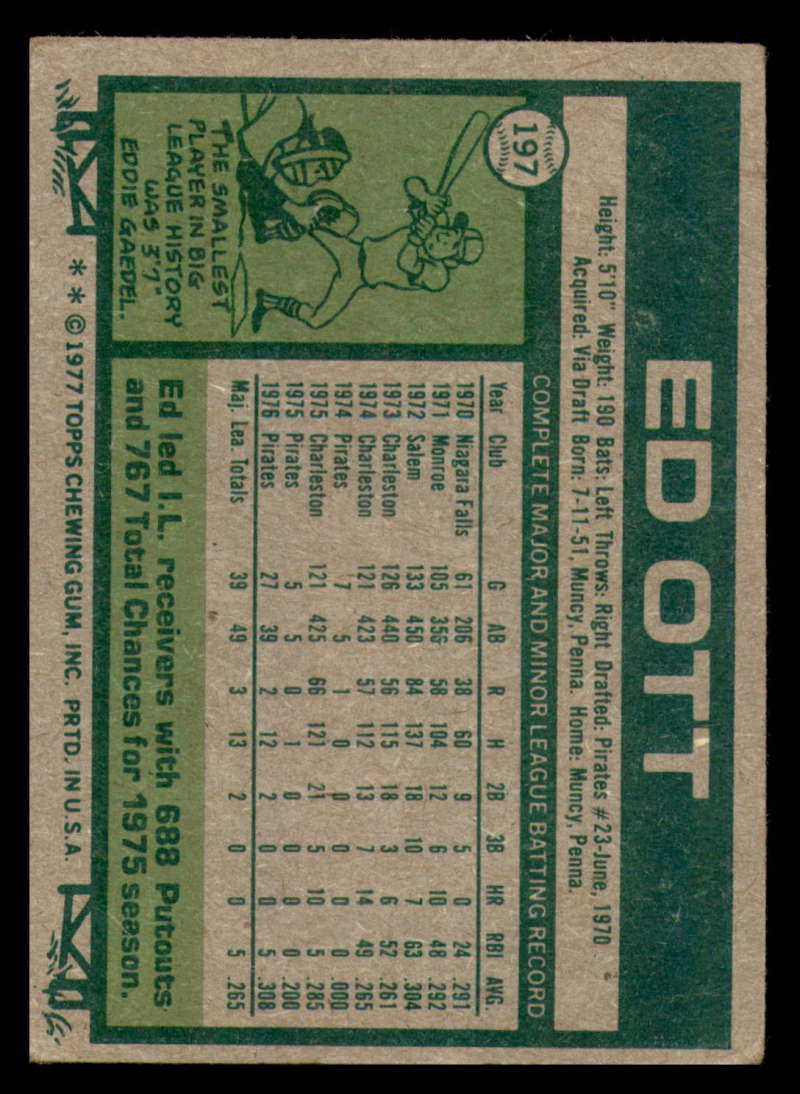 197
ED OTT
Height: 5'10" Weight: 190 Bats: Left Throws: Right Drafted: Pirates #23-June, 1970
Acquired: Via Draft Born: 7-11-51, Muncy, Penna. Home: Muncy, Penna.
COMPLETE MAJOR AND MINOR LEAGUE BATTING RECORD
Year Club G AB R H 2B 3B HR RBI AVG.
1970 Niagara Falls 61 206 38 60 9 5 0 24 .291
1971 Monroe 105 356 58 104 12 6 10 48 .292
1972 Salem 133 450 84 137 18 10 7 63 .304
1973 Charleston 126 440 56 115 18 3 6 52 .261
1974 Charleston 121 423 57 112 13 7 14 49 .265
1974 Pirates 7 5 1 0 0 0 0 0 .000
1975 Charleston 121 425 66 121 21 5 10 5 .285
1975 Pirates 5 5 0 1 0 0 0 0 .200
1976 Pirates 27 39 2 12 2 0 0 5 .308
Maj. Lea. Totals 39 49 3 13 2 0 0 5 .265
THE SMALLEST
PLAYER IN BIG
LEAGUE HISTORY
WAS 3'7"
EDDIE GAEDEL.
Ed led I.L. receivers with 688 Putouts
and 767 Total Chances for 1975 season.
* * © 1977 TOPPS CHEWING GUM, INC. PRTD. IN U.S.A.